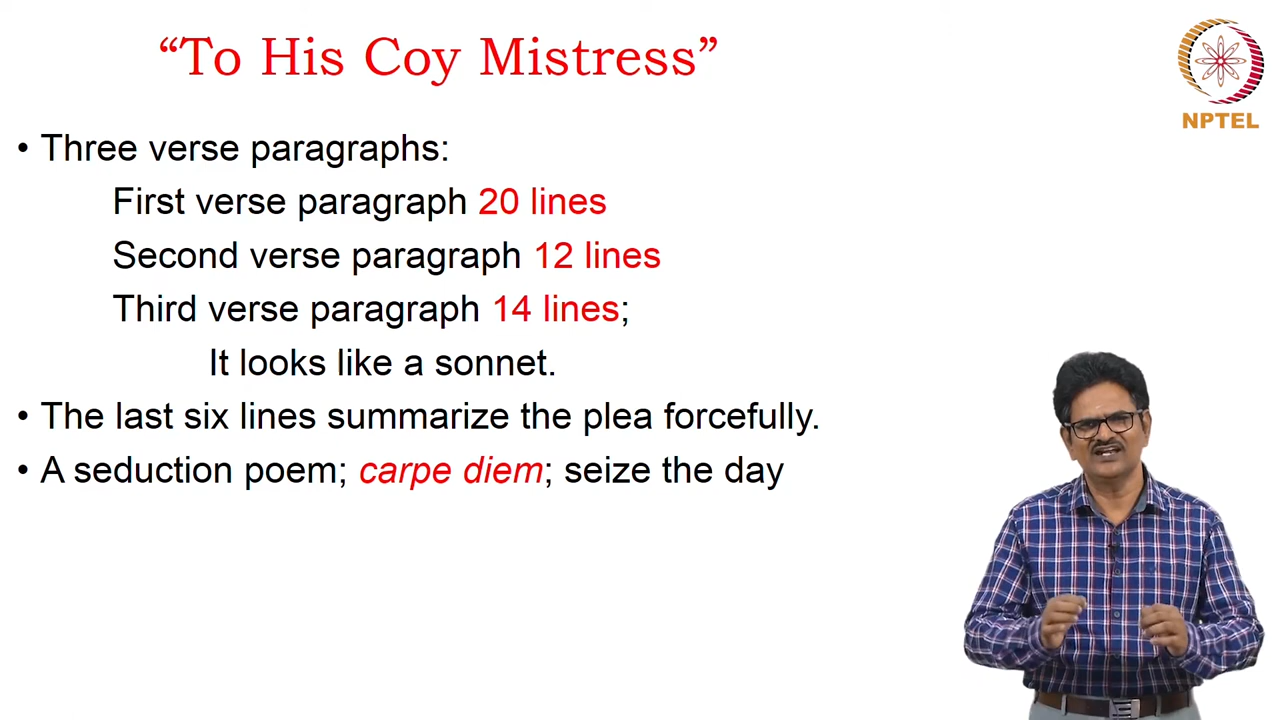 “To His Coy Mistress”
NPTEL
• Three verse paragraphs:
First verse paragraph 20 lines
Second verse paragraph 12 lines
Third verse paragraph 14 lines;
It looks like a sonnet.
• The last six lines summarize the plea forcefully.
• A seduction poem; carpe diem; seize the day